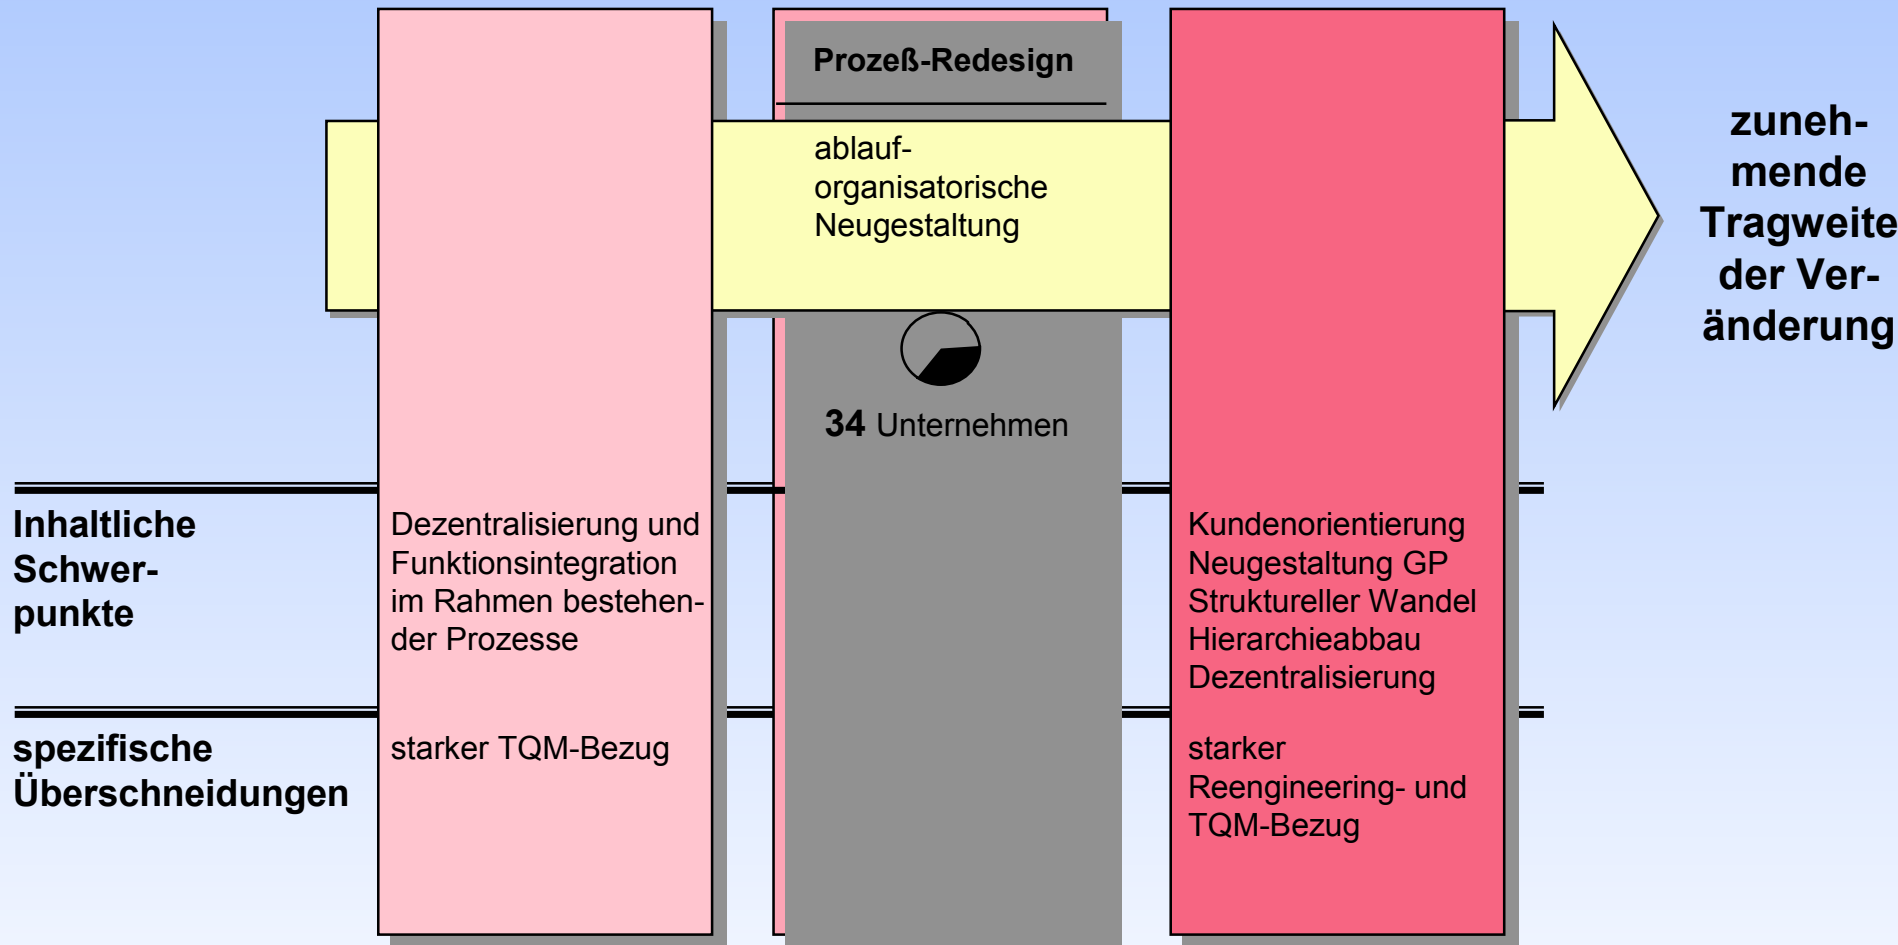 Prozeß-Redesign
ablauf-
organisatorische
Neugestaltung
34 Unternehmen
zuneh-
mende
Tragweite
der Ver-
änderung
Inhaltliche
Schwer-
punkte
Dezentralisierung und
Funktionsintegration
im Rahmen bestehen-
der Prozesse
Kundenorientierung
Neugestaltung GP
Struktureller Wandel
Hierarchieabbau
Dezentralisierung
spezifische
Überschneidungen
starker TQM-Bezug
starker
Reengineering- und
TQM-Bezug